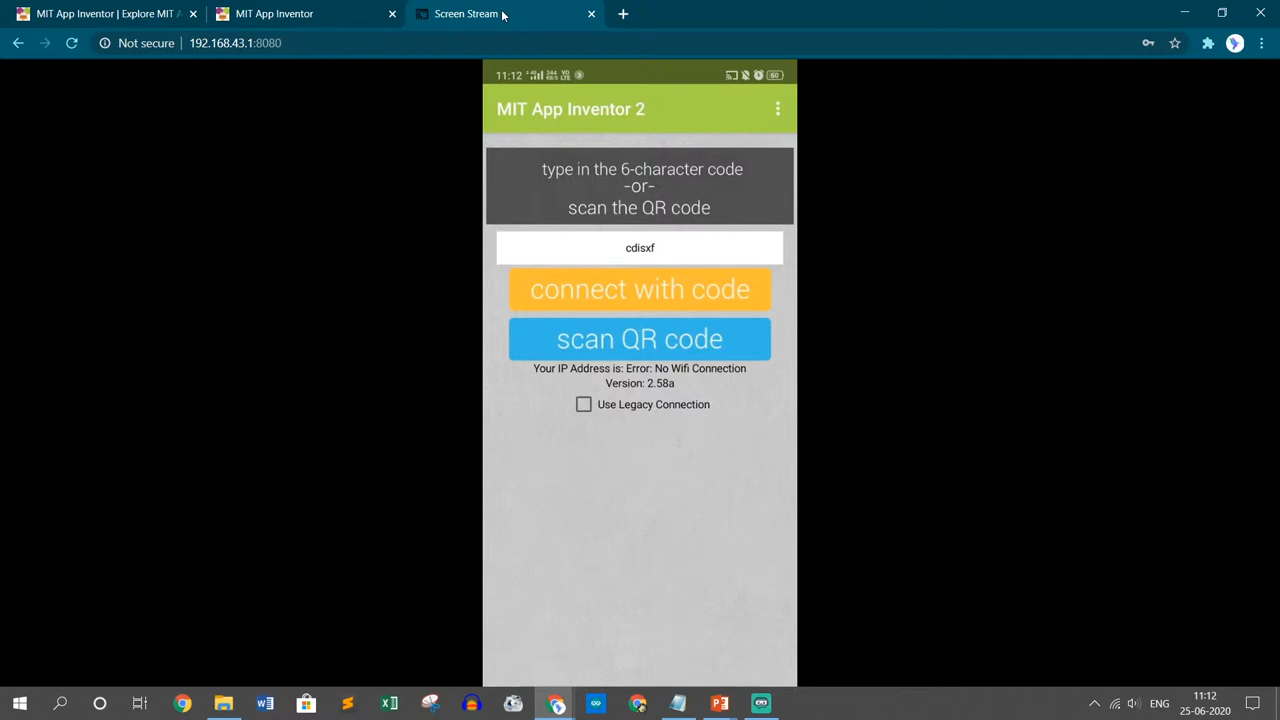 MIT App Inventor | Explore MIT A
MIT App Inventor
Screen Stream
Not secure
192.168.43.1:8080
11:12
60
MIT App Inventor 2
type in the 6-character code
-or-
scan the QR code
cdisxf
connect with code
scan QR code
Your IP Address is: Error: No Wifi Connection
Version: 2.58a
Use Legacy Connection
ENG
11:12
25-06-2020